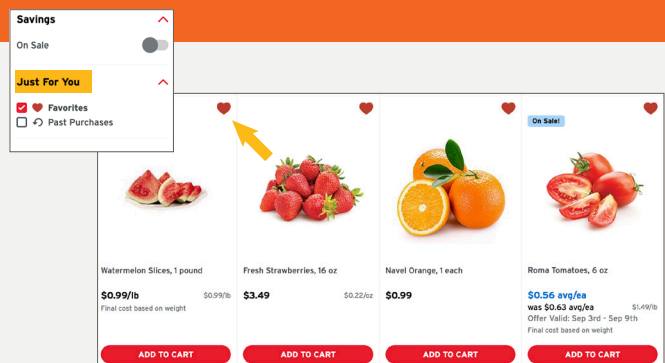 Savings
On Sale
Just For You
Favorites
Past Purchases
On Sale!
Watermelon Slices, 1 pound
$0.99/lb
$0.99/lb
Final cost based on weight
ADD TO CART
Fresh Strawberries, 16 oz
$3.49
$0.22/oz
ADD TO CART
Navel Orange, 1 each
$0.99
ADD TO CART
Roma Tomatoes, 6 oz
$0.56 avg/ea
was $0.63 avg/ea
$1.49/lb
Offer Valid: Sep 3rd - Sep 9th
Final cost based on weight
ADD TO CART